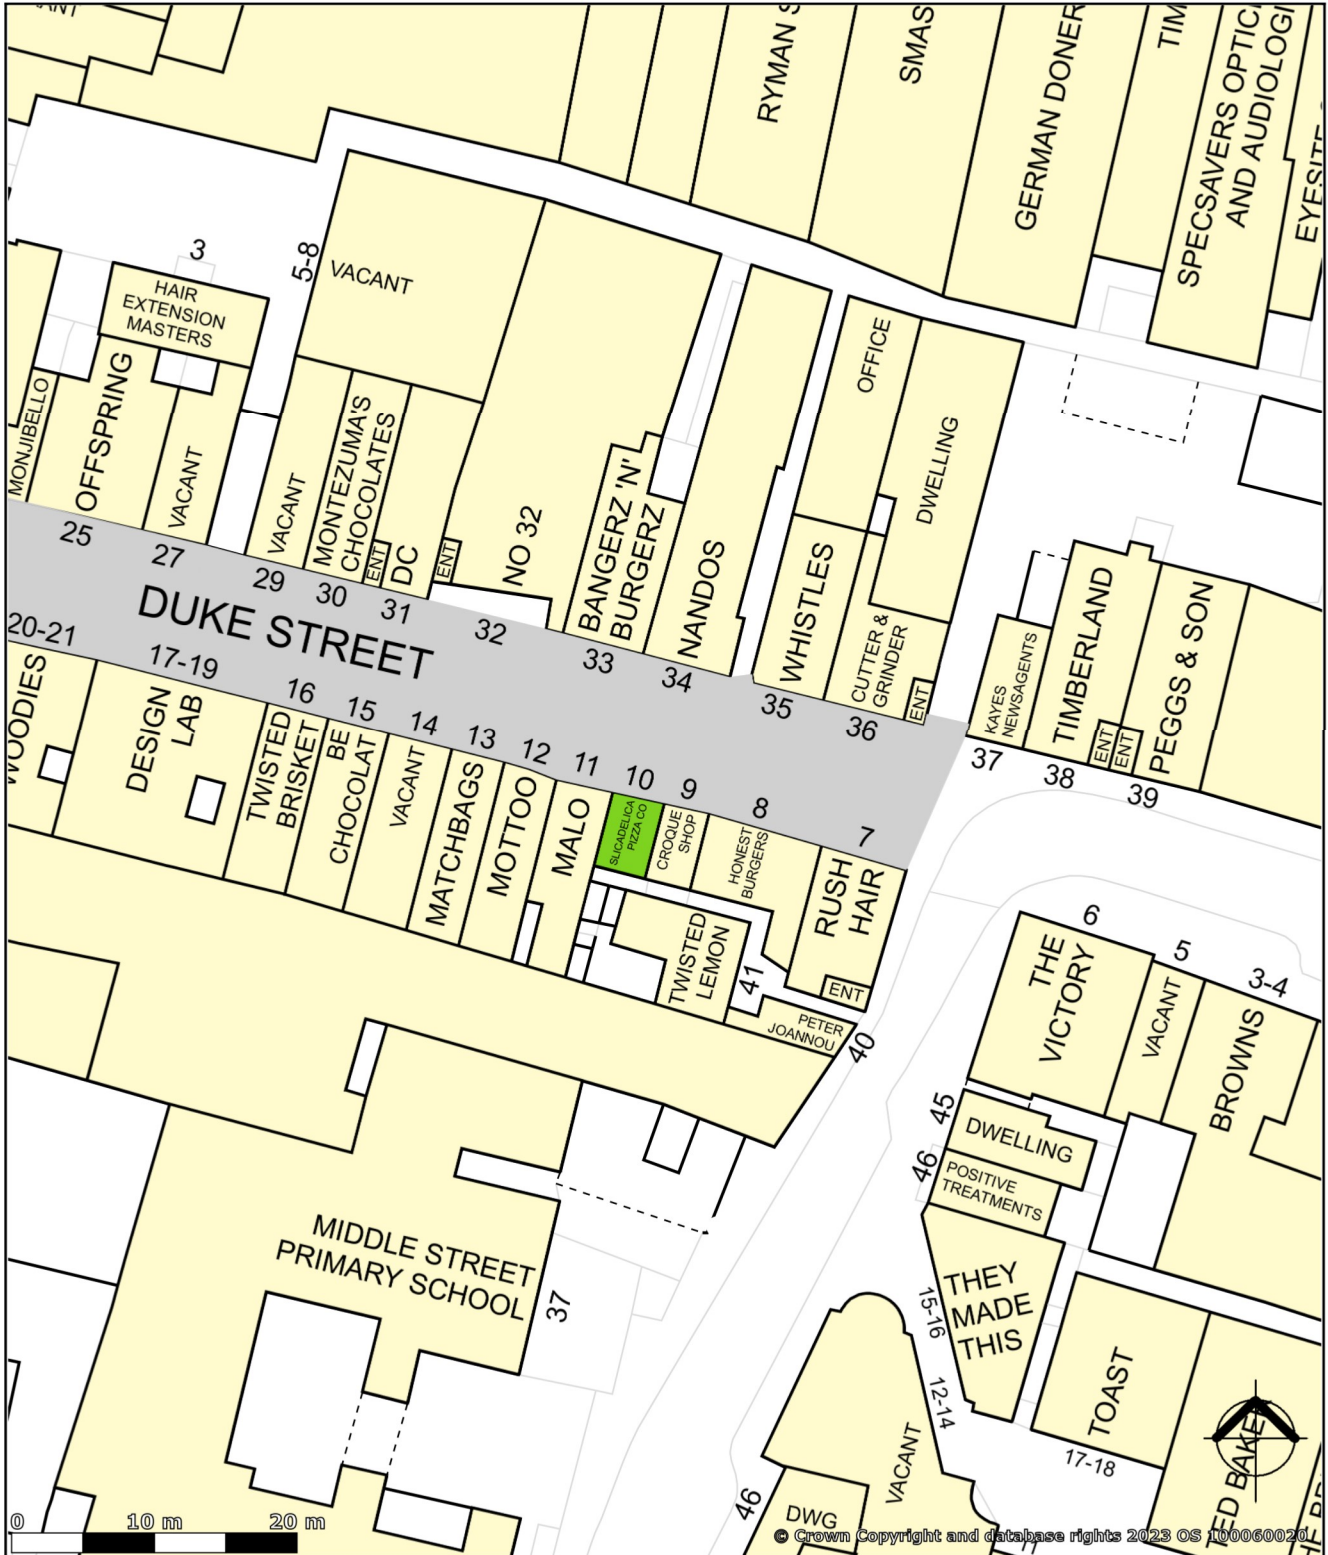 RYMAN
SMAS
GERMAN DONER
TIM
SPECSAVERS OPTIC
AND AUDIOLOGI
EYESITE
3
5-8
VACANT
HAIR
EXTENSION
MASTERS
OFFICE
DWELLING
MONJIBELLO
OFFSPRING
VACANT
VACANT
MONTEZUMA'S
CHOCOLATES
ENT
DC
ENT
NO 32
BANGERZ 'N'
BURGERZ
NANDOS
WHISTLES
CUTTER &
GRINDER
ENT
KAYES
NEWSAGENTS
TIMBERLAND
ENT
ENT
PEGGS & SON
25
27
29
30
31
32
33
34
35
36
37
38
39
DUKE STREET
20-21
17-19
16
15
14
13
12
11
10
9
8
7
WOODIES
DESIGN
LAB
TWISTED
BRISKET
BE
CHOCOLAT
VACANT
MATCHBAGS
MOTTOO
MALO
SLICADELICA
PIZZA CO
CROQUE
SHOP
HONEST
BURGERS
RUSH
HAIR
ENT
TWISTED
LEMON
41
PETER
JOANNOU
40
6
5
3-4
THE
VICTORY
VACANT
BROWNS
45
DWELLING
46
POSITIVE
TREATMENTS
MIDDLE STREET
PRIMARY SCHOOL
37
15-16
THEY
MADE
THIS
12-14
TOAST
17-18
VACANT
46
DWG
TED BAKER
0
10 m
20 m
© Crown Copyright and database rights 2023 OS 100060020